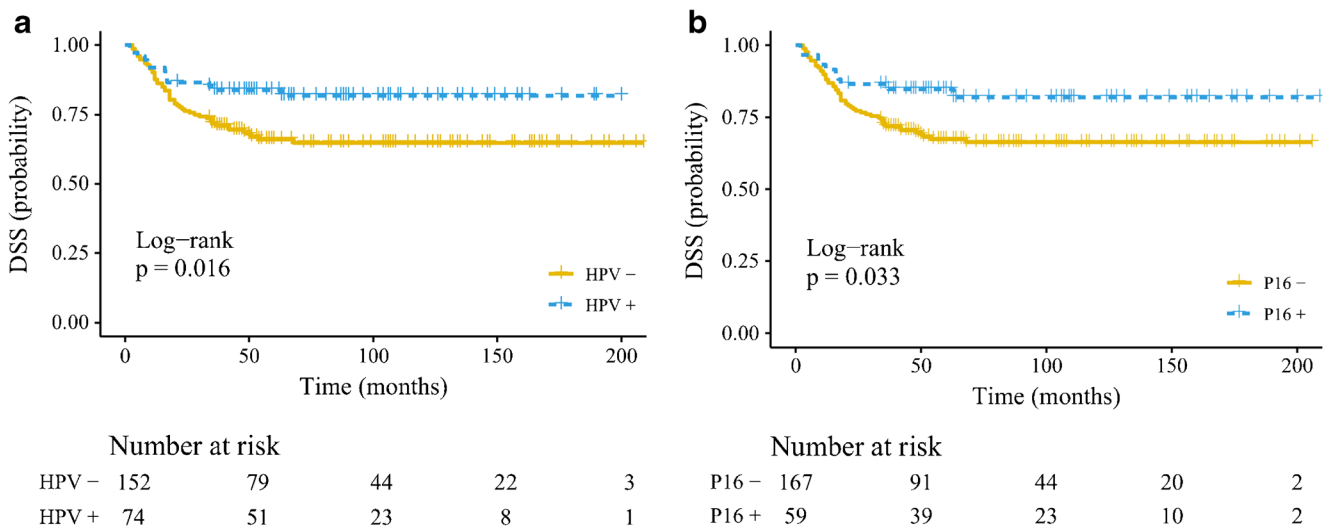 a
1.00
0.75
0.50
0.25
0.00
DSS (probability)
Log−rank
p = 0.016
HPV −
HPV +
0 50 100 150 200
Time (months)
Number at risk
HPV − 152 79 44 22 3
HPV + 74 51 23 8 1
b
1.00
0.75
0.50
0.25
0.00
DSS (probability)
Log−rank
p = 0.033
P16 −
P16 +
0 50 100 150 200
Time (months)
Number at risk
P16 − 167 91 44 20 2
P16 + 59 39 23 10 2